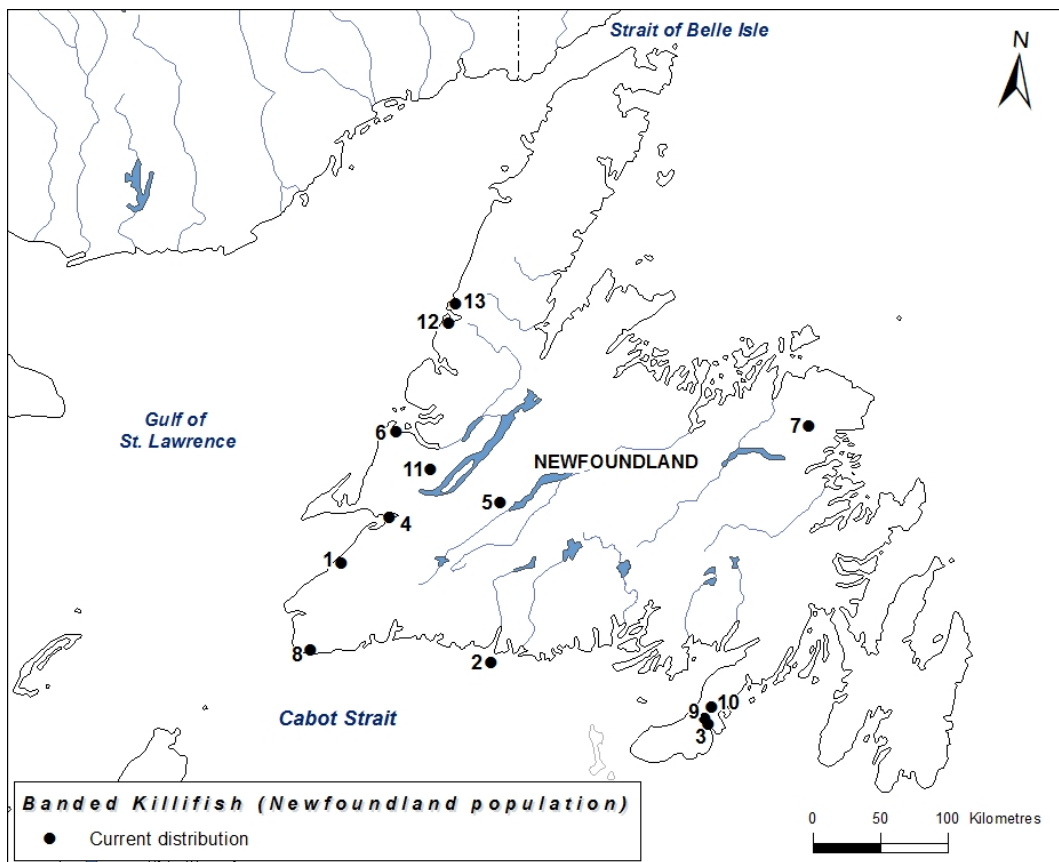 Strait of Belle Isle
N
13
12
Gulf of
St. Lawrence
6
7
11
NEWFOUNDLAND
5
4
1
8
2
10
9
3
Cabot Strait
Banded Killifish (Newfoundland population)
Current distribution
0 50 100 Kilometres